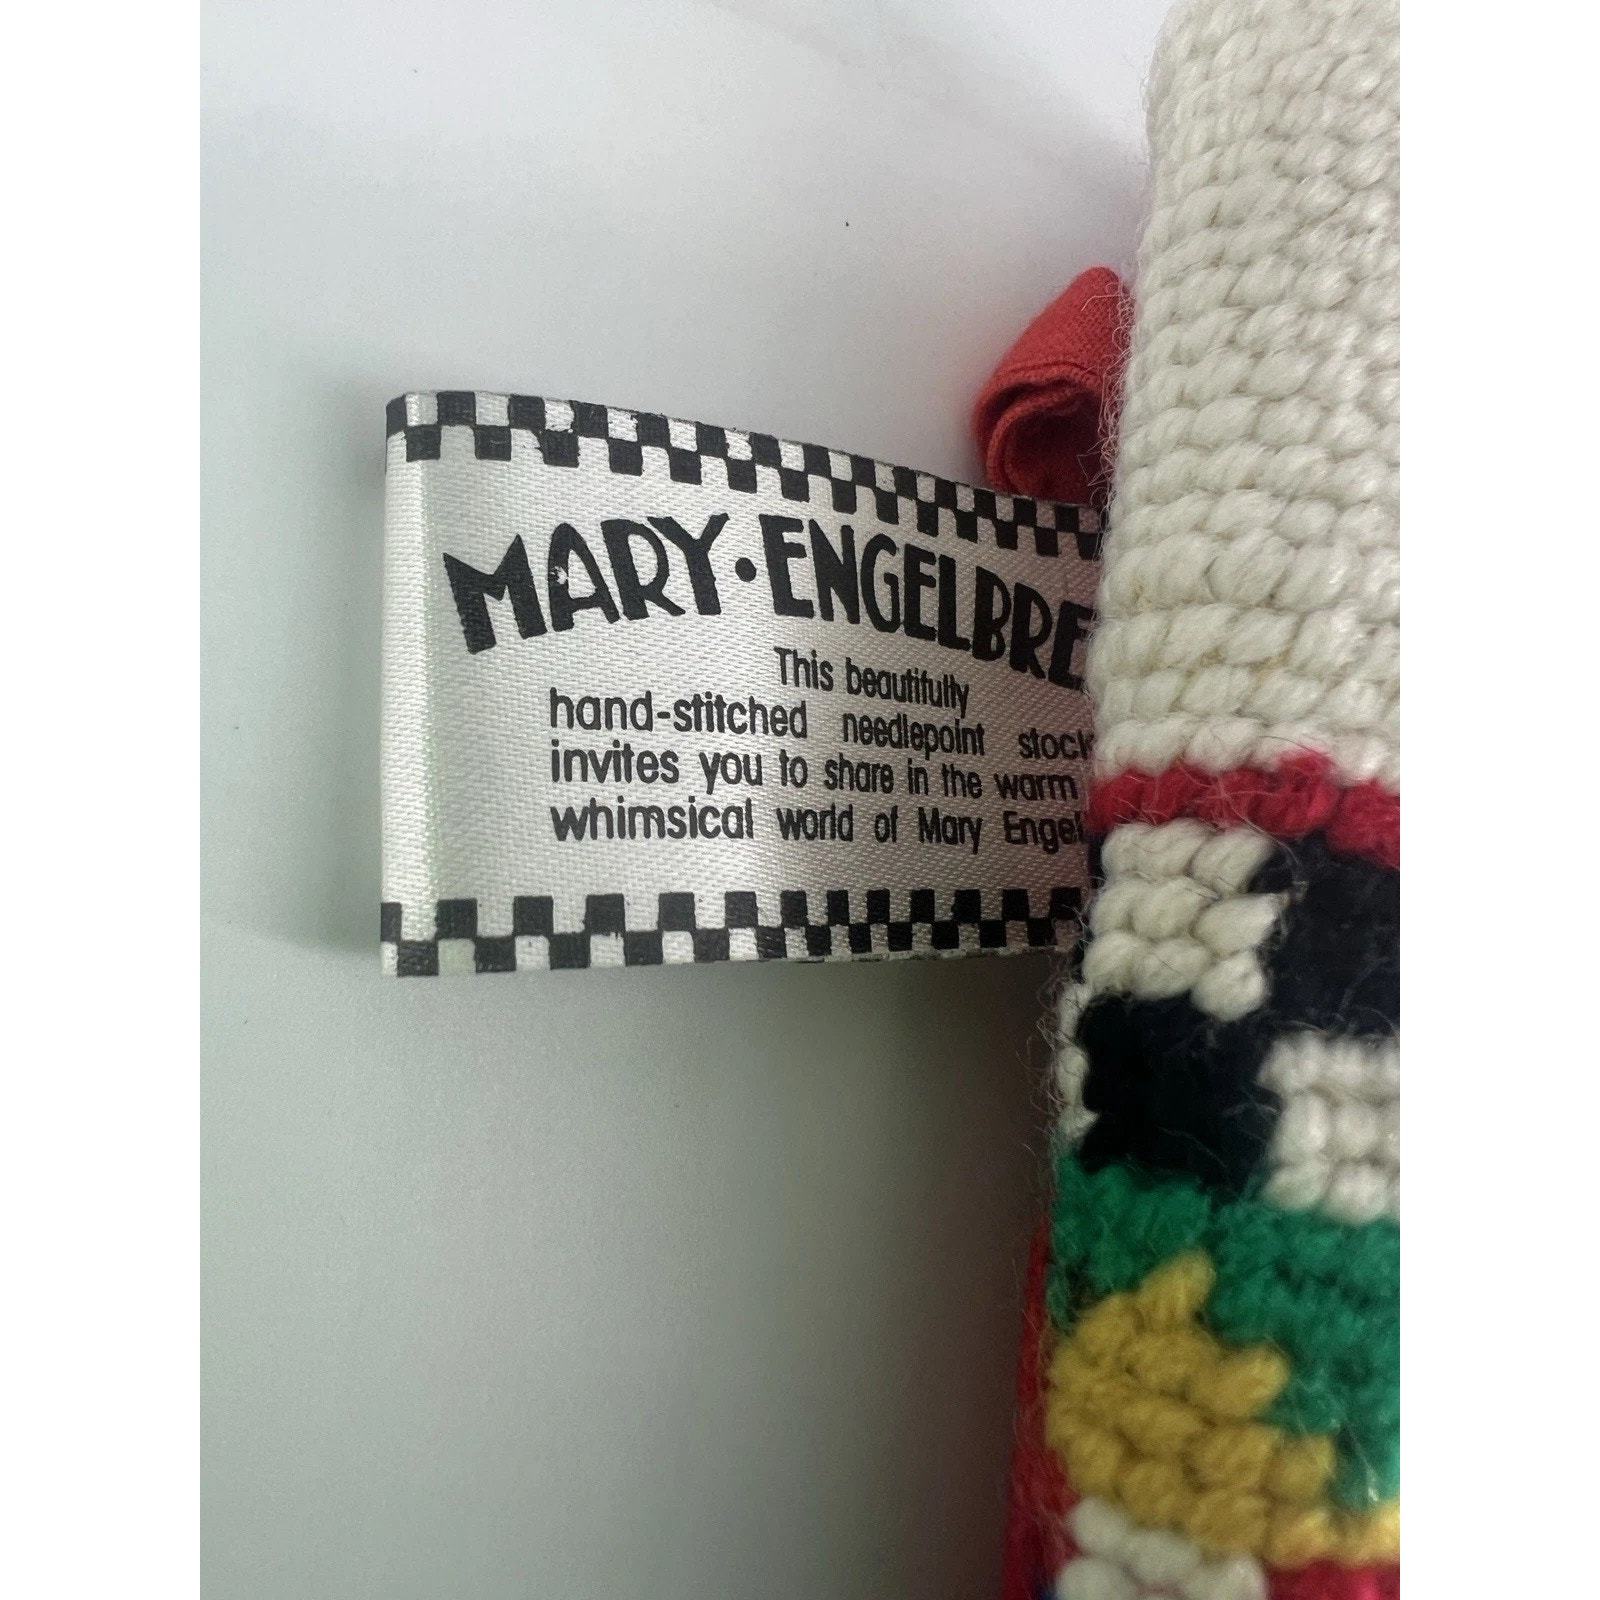 MARY·ENGELBRE
This beautifully
hand-stitched needlepoint stock
invites you to share in the warm
whimsical world of Mary Engel